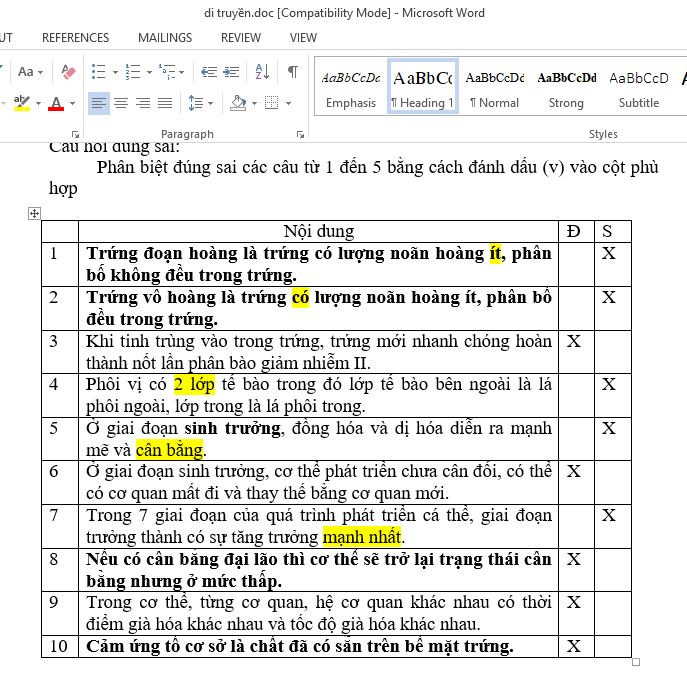 di truyền.doc [Compatibility Mode] - Microsoft Word
UT REFERENCES MAILINGS REVIEW VIEW
Aa
A Z
¶
aby A
AaBbCcDc AaBbCc AaBbCcDd AaBbCcDd AaBbCcD
Emphasis ¶ Heading 1 ¶ Normal Strong Subtitle
Paragraph Styles
Câu hỏi đúng sai:
Phân biệt đúng sai các câu từ 1 đến 5 bằng cách đánh dấu (v) vào cột phù
hợp
Nội dung Đ S
1 Trứng đoạn hoàng là trứng có lượng noãn hoàng ít, phân X
bố không đều trong trứng.
2 Trứng vô hoàng là trứng có lượng noãn hoàng ít, phân bố X
đều trong trứng.
3 Khi tinh trùng vào trong trứng, trứng mới nhanh chóng hoàn X
thành nốt lần phân bào giảm nhiễm II.
4 Phôi vị có 2 lớp tế bào trong đó lớp tế bào bên ngoài là lá X
phôi ngoài, lớp trong là lá phôi trong.
5 Ở giai đoạn sinh trưởng, đồng hóa và dị hóa diễn ra mạnh X
mẽ và cân bằng.
6 Ở giai đoạn sinh trưởng, cơ thể phát triển chưa cân đối, có thể X
có cơ quan mất đi và thay thế bằng cơ quan mới.
7 Trong 7 giai đoạn của quá trình phát triển cá thể, giai đoạn X
trưởng thành có sự tăng trưởng mạnh nhất.
8 Nếu có cân bằng đại lão thì cơ thể sẽ trở lại trạng thái cân X
bằng nhưng ở mức thấp.
9 Trong cơ thể, từng cơ quan, hệ cơ quan khác nhau có thời X
điểm già hóa khác nhau và tốc độ già hóa khác nhau.
10 Cảm ứng tố cơ sở là chất đã có sẵn trên bề mặt trứng. X